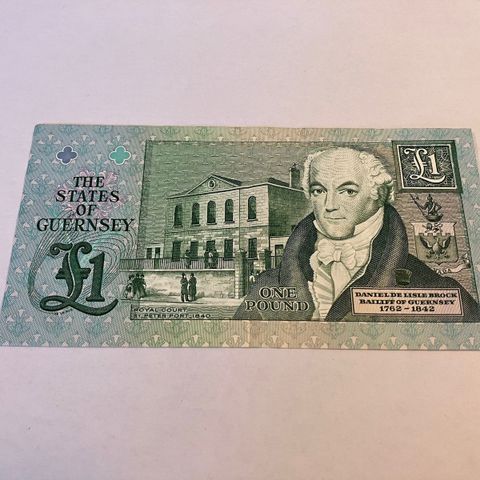 THE
STATES
OF
GUERNSEY
£1
£1
ONE
POUND
ROYAL COURT
ST. PETER PORT, 1840
DANIEL DE LISLE BROCK
BAILIFF OF GUERNSEY
1762 - 1842